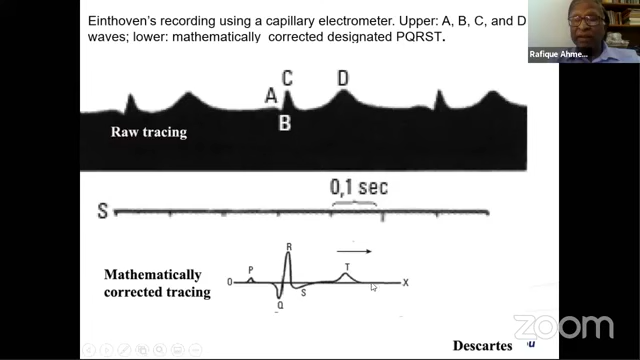 Einthoven's recording using a capillary electrometer. Upper: A, B, C, and D
waves; lower: mathematically corrected designated PQRST.
Rafique Ahme...
C D
A
B
Raw tracing
0,1 sec
S
R
P T
Mathematically
corrected tracing
O X
S
Q
zoom
Descartes